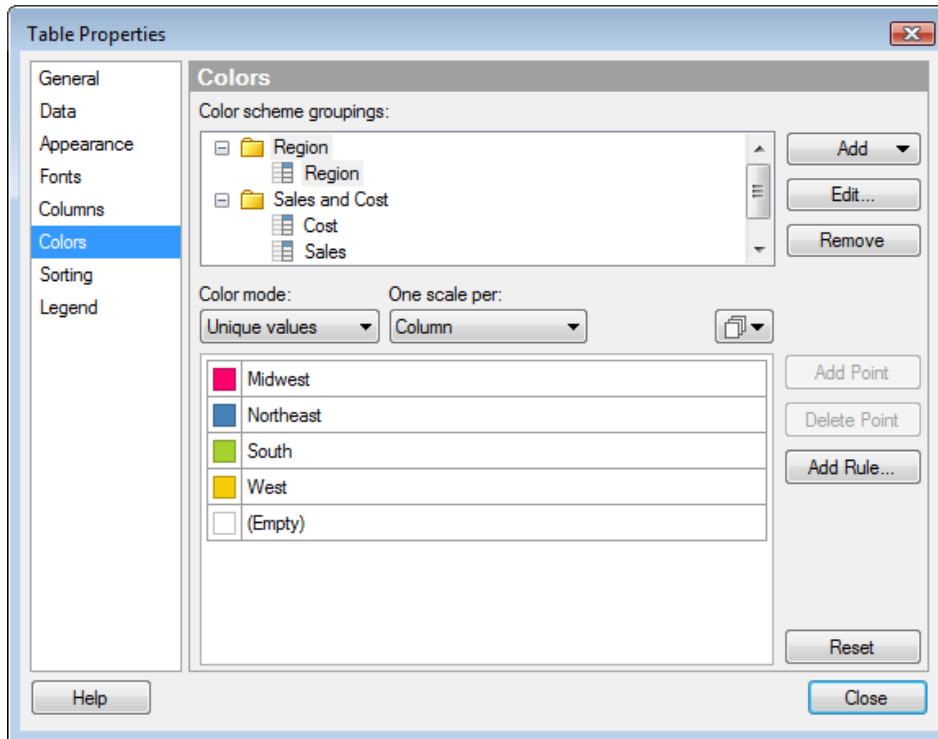 Table Properties
General
Data
Appearance
Fonts
Columns
Colors
Sorting
Legend
Colors
Color scheme groupings:
Region
Region
Sales and Cost
Cost
Sales
Add
Edit...
Remove
Color mode:
One scale per:
Unique values
Column
Midwest
Northeast
South
West
(Empty)
Add Point
Delete Point
Add Rule...
Reset
Help
Close